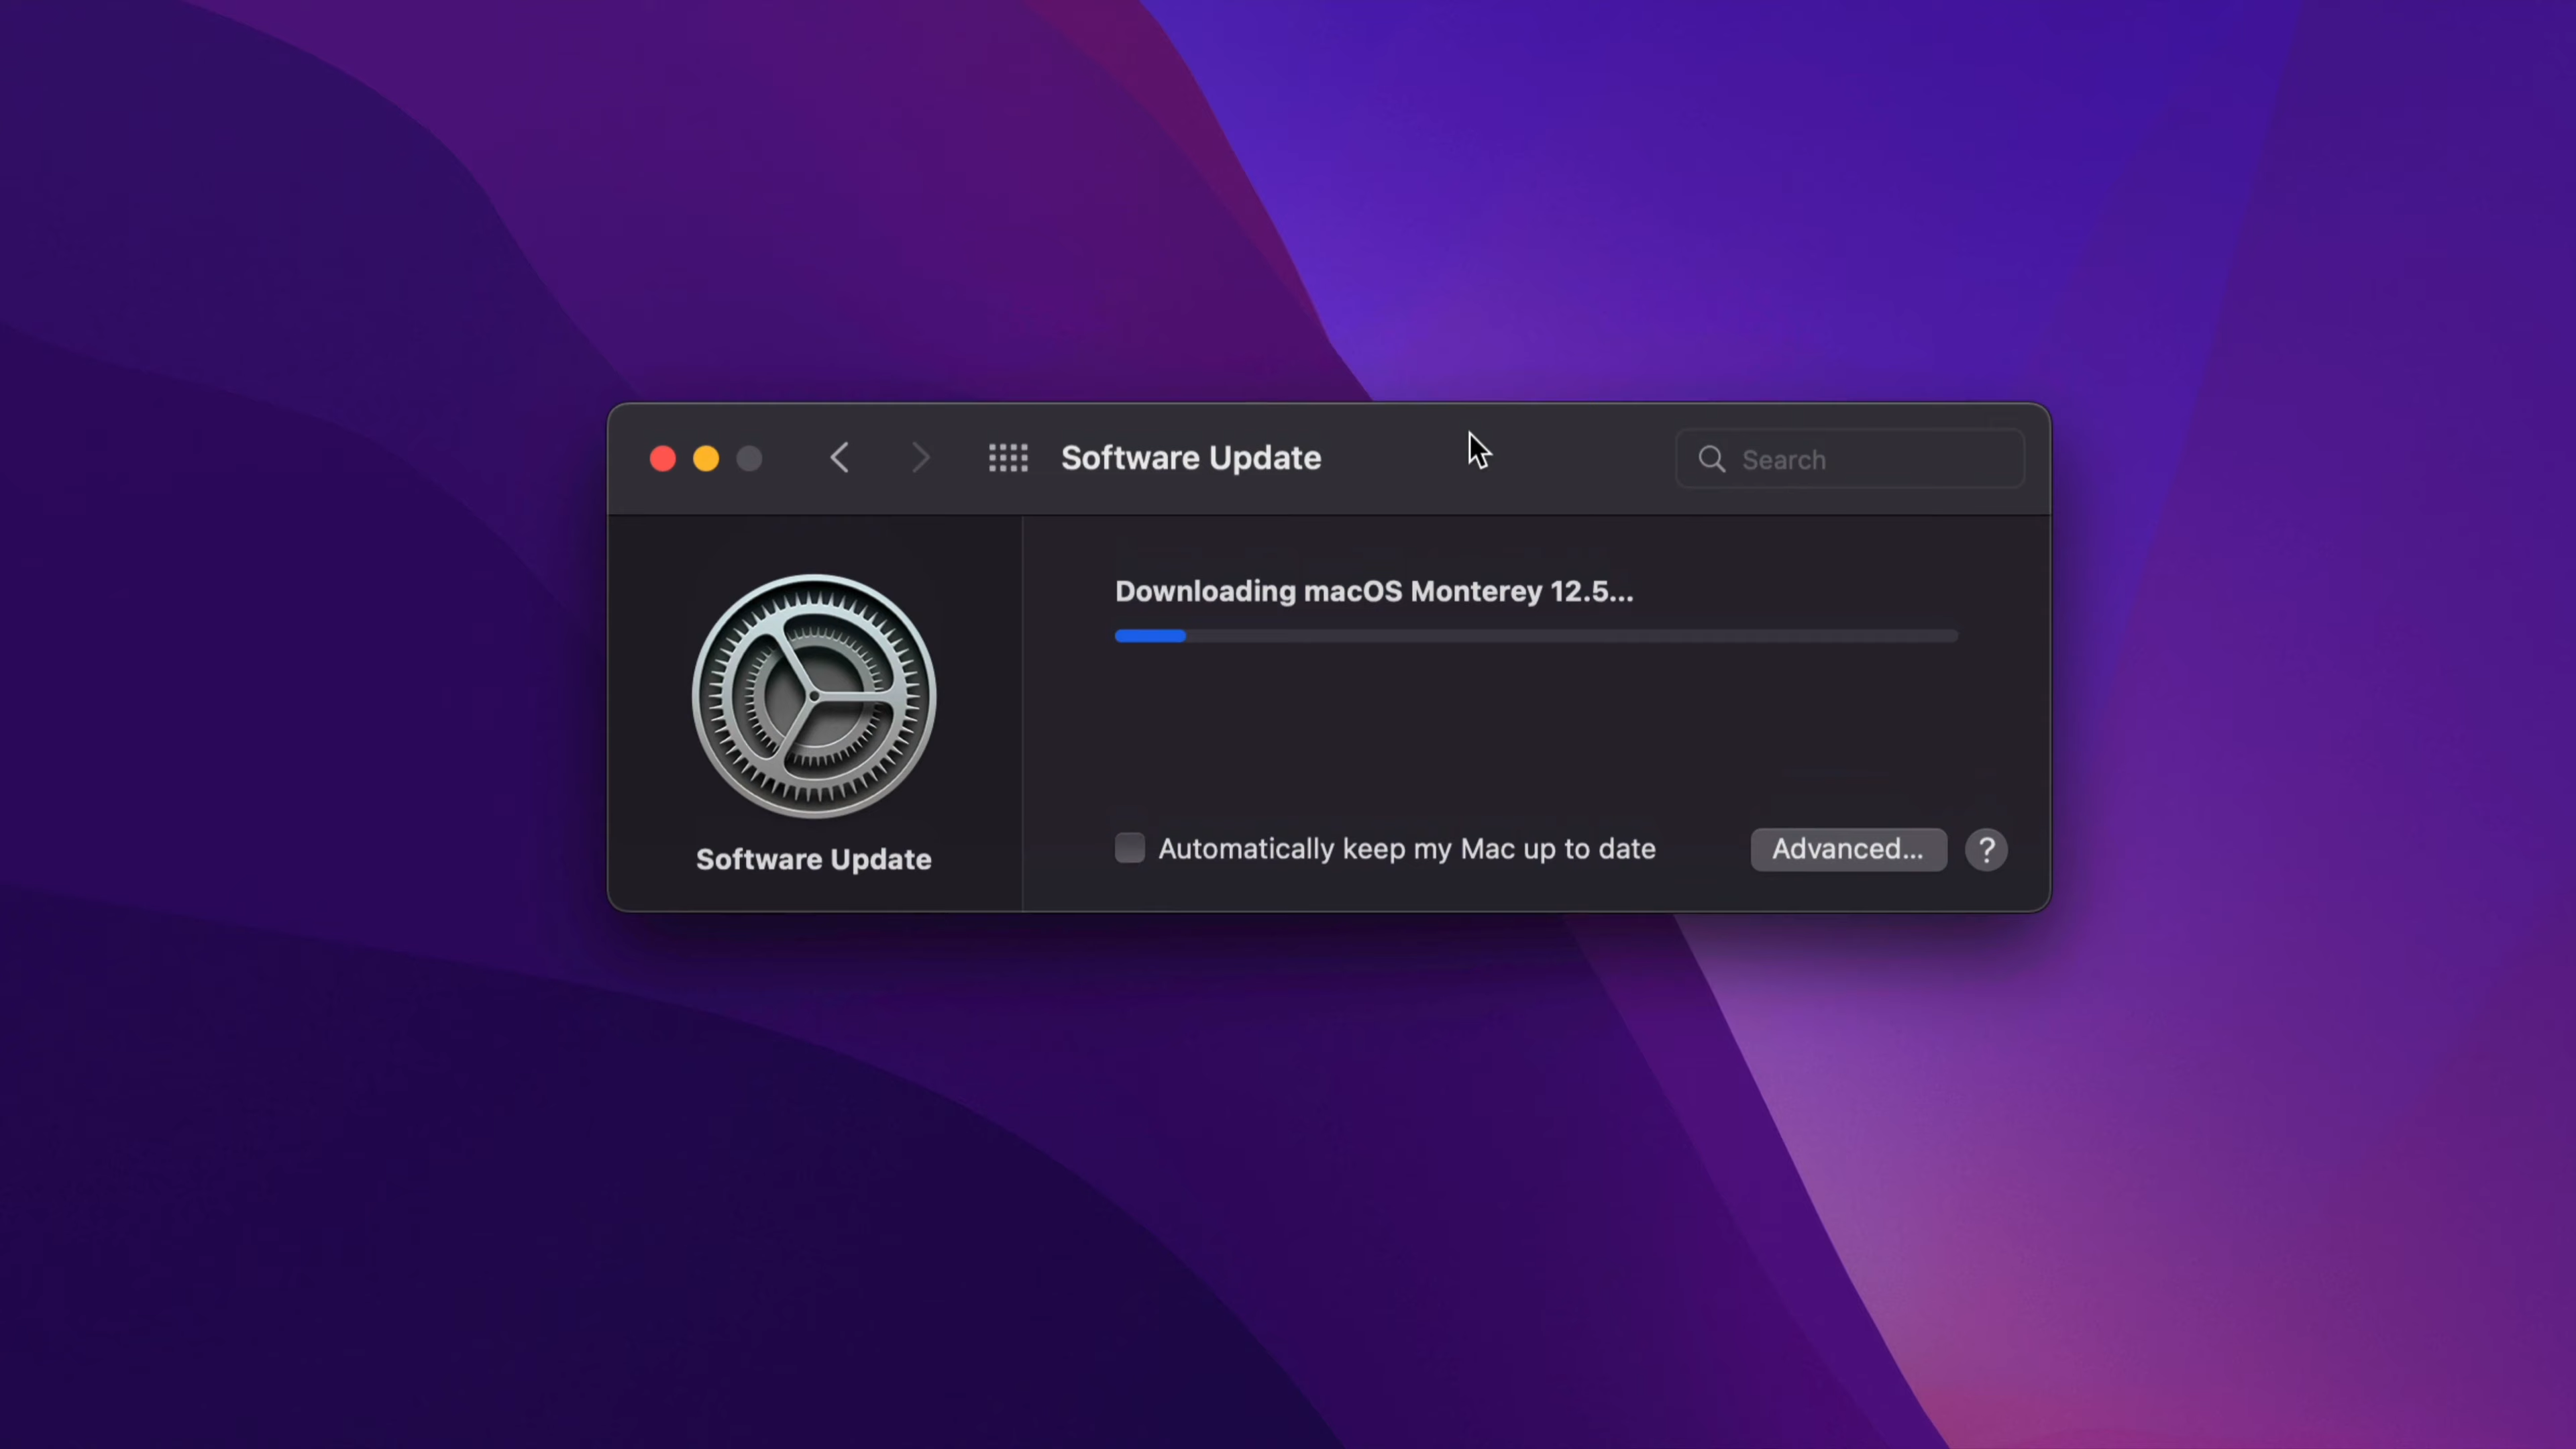 Software Update
Search
Downloading macOS Monterey 12.5...
Software Update
Automatically keep my Mac up to date
Advanced...
?